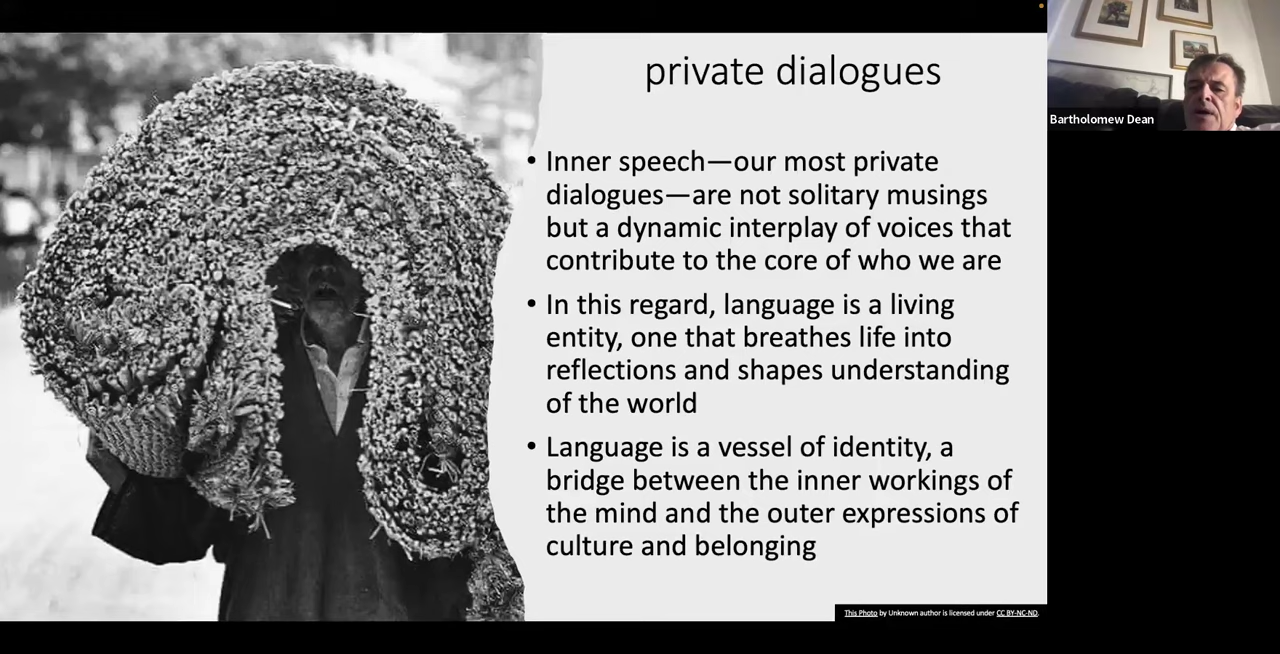 private dialogues
• Inner speech—our most private
dialogues—are not solitary musings
but a dynamic interplay of voices that
contribute to the core of who we are
• In this regard, language is a living
entity, one that breathes life into
reflections and shapes understanding
of the world
• Language is a vessel of identity, a
bridge between the inner workings of
the mind and the outer expressions of
culture and belonging
This Photo by Unknown author is licensed under CC BY-NC-ND.
Bartholomew Dean